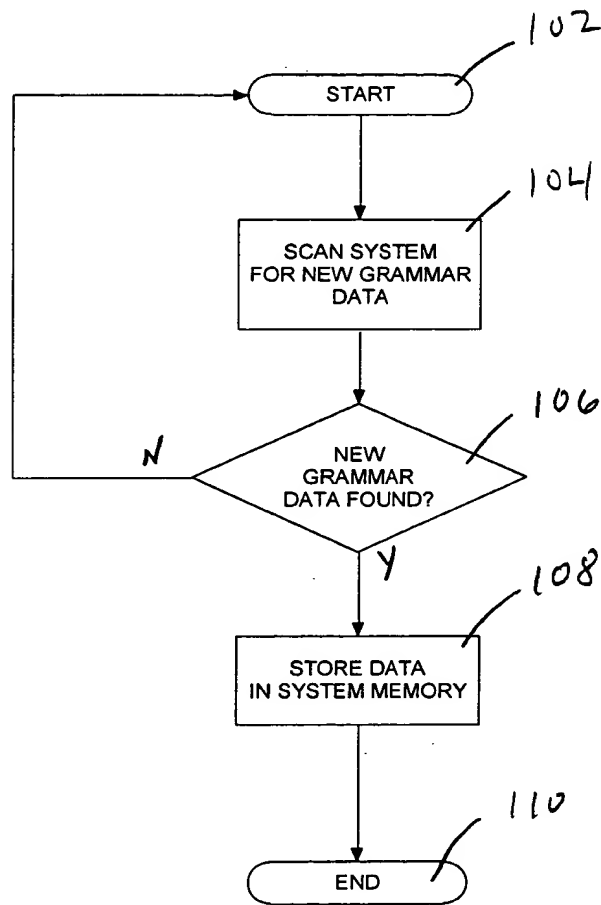 102
START
104
SCAN SYSTEM
FOR NEW GRAMMAR
DATA
106
N
NEW
GRAMMAR
DATA FOUND?
Y
108
STORE DATA
IN SYSTEM MEMORY
110
END